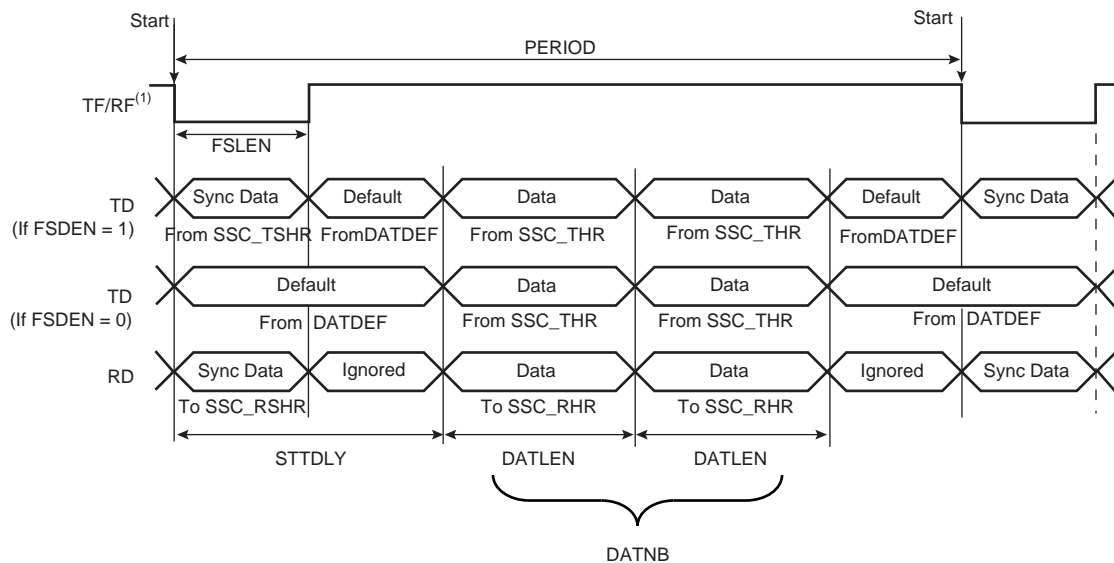 Start Start
PERIOD
TF/RF(1)
FSLEN
TD
(If FSDEN = 1)
Sync Data Default Data Data Default Sync Data
From SSC_TSHR FromDATDEF From SSC_THR From SSC_THR FromDATDEF
TD
(If FSDEN = 0)
Default Data Data Default
From DATDEF From SSC_THR From SSC_THR From DATDEF
RD
Sync Data Ignored Data Data Ignored Sync Data
To SSC_RSHR To SSC_RHR To SSC_RHR
STTDLY DATLEN DATLEN
DATNB